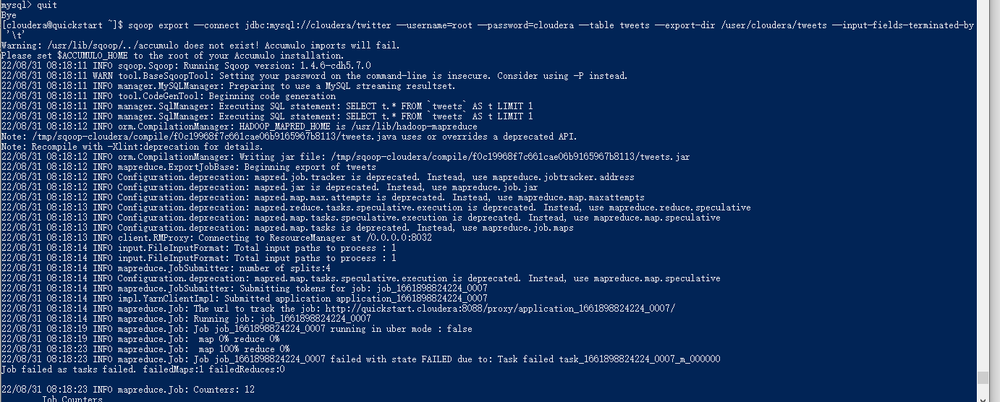 mysql> quit
Bye
[cloudera@quickstart ~]$ sqoop export --connect jdbc:mysql://cloudera/twitter --username=root --password=cloudera --table tweets --export-dir /user/cloudera/tweets --input-fields-terminated-by
 '\t'
Warning: /usr/lib/sqoop/../accumulo does not exist! Accumulo imports will fail.
Please set $ACCUMULO_HOME to the root of your Accumulo installation.
22/08/31 08:18:11 INFO sqoop.Sqoop: Running Sqoop version: 1.4.6-cdh5.7.0
22/08/31 08:18:11 WARN tool.BaseSqoopTool: Setting your password on the command-line is insecure. Consider using -P instead.
22/08/31 08:18:11 INFO manager.MySQLManager: Preparing to use a MySQL streaming resultset.
22/08/31 08:18:11 INFO tool.CodeGenTool: Beginning code generation
22/08/31 08:18:11 INFO manager.SqlManager: Executing SQL statement: SELECT t.* FROM `tweets` AS t LIMIT 1
22/08/31 08:18:12 INFO manager.SqlManager: Executing SQL statement: SELECT t.* FROM `tweets` AS t LIMIT 1
22/08/31 08:18:12 INFO orm.CompilationManager: HADOOP_MAPRED_HOME is /usr/lib/hadoop-mapreduce
Note: /tmp/sqoop-cloudera/compile/f0c19968f7c661cae06b9165967b8113/tweets.java uses or overrides a deprecated API.
Note: Recompile with -Xlint:deprecation for details.
22/08/31 08:18:12 INFO orm.CompilationManager: Writing jar file: /tmp/sqoop-cloudera/compile/f0c19968f7c661cae06b9165967b8113/tweets.jar
22/08/31 08:18:12 INFO mapreduce.ExportJobBase: Beginning export of tweets
22/08/31 08:18:12 INFO Configuration.deprecation: mapred.job.tracker is deprecated. Instead, use mapreduce.jobtracker.address
22/08/31 08:18:12 INFO Configuration.deprecation: mapred.jar is deprecated. Instead, use mapreduce.job.jar
22/08/31 08:18:12 INFO Configuration.deprecation: mapred.map.max.attempts is deprecated. Instead, use mapreduce.map.maxattempts
22/08/31 08:18:13 INFO Configuration.deprecation: mapred.reduce.tasks.speculative.execution is deprecated. Instead, use mapreduce.reduce.speculative
22/08/31 08:18:13 INFO Configuration.deprecation: mapred.map.tasks.speculative.execution is deprecated. Instead, use mapreduce.map.speculative
22/08/31 08:18:13 INFO Configuration.deprecation: mapred.map.tasks is deprecated. Instead, use mapreduce.job.maps
22/08/31 08:18:13 INFO client.RMProxy: Connecting to ResourceManager at /0.0.0.0:8032
22/08/31 08:18:14 INFO input.FileInputFormat: Total input paths to process : 1
22/08/31 08:18:14 INFO input.FileInputFormat: Total input paths to process : 1
22/08/31 08:18:14 INFO mapreduce.JobSubmitter: number of splits:4
22/08/31 08:18:14 INFO Configuration.deprecation: mapred.map.tasks.speculative.execution is deprecated. Instead, use mapreduce.map.speculative
22/08/31 08:18:14 INFO mapreduce.JobSubmitter: Submitting tokens for job: job_1661898824224_0007
22/08/31 08:18:14 INFO impl.YarnClientImpl: Submitted application application_1661898824224_0007
22/08/31 08:18:14 INFO mapreduce.Job: The url to track the job: http://quickstart.cloudera:8088/proxy/application_1661898824224_0007/
22/08/31 08:18:14 INFO mapreduce.Job: Running job: job_1661898824224_0007
22/08/31 08:18:19 INFO mapreduce.Job: Job job_1661898824224_0007 running in uber mode : false
22/08/31 08:18:19 INFO mapreduce.Job:  map 0% reduce 0%
22/08/31 08:18:23 INFO mapreduce.Job:  map 100% reduce 0%
22/08/31 08:18:23 INFO mapreduce.Job: Job job_1661898824224_0007 failed with state FAILED due to: Task failed task_1661898824224_0007_m_000000
Job failed as tasks failed. failedMaps:1 failedReduces:0
22/08/31 08:18:23 INFO mapreduce.Job: Counters: 12
Job Counters